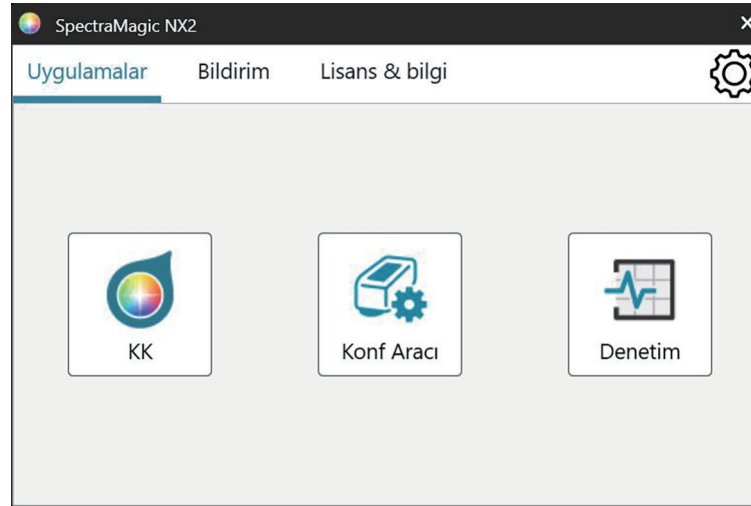 SpectraMagic NX2
Uygulamalar Bildirim Lisans & bilgi
KK Konf Aracı Denetim